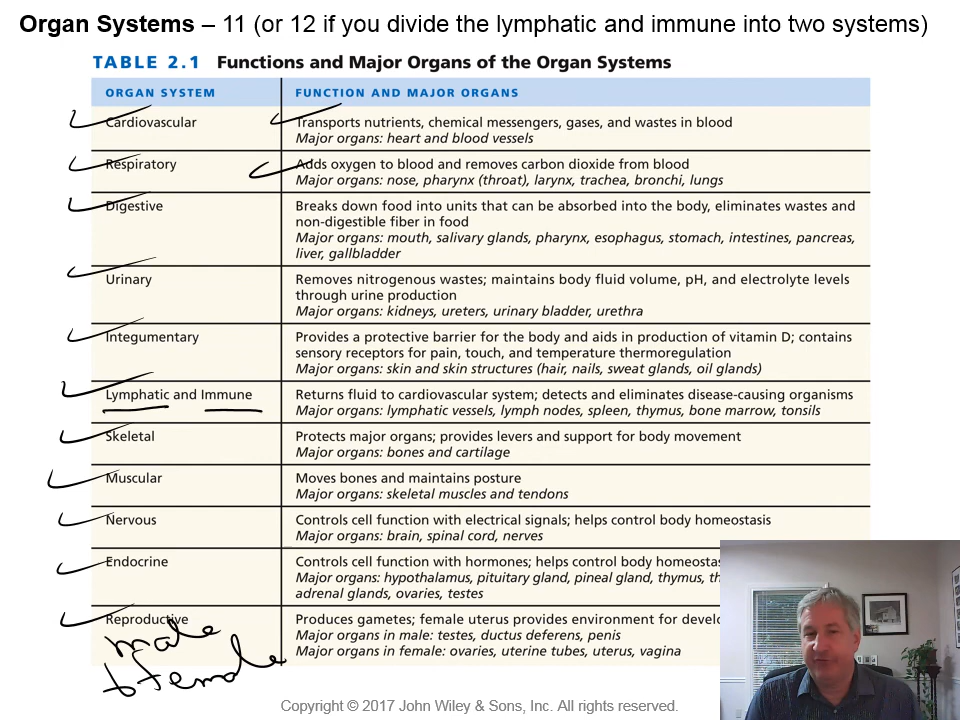 Organ Systems – 11 (or 12 if you divide the lymphatic and immune into two systems)
TABLE 2.1 Functions and Major Organs of the Organ Systems
ORGAN SYSTEM FUNCTION AND MAJOR ORGANS
Cardiovascular Transports nutrients, chemical messengers, gases, and wastes in blood
Major organs: heart and blood vessels
Respiratory Adds oxygen to blood and removes carbon dioxide from blood
Major organs: nose, pharynx (throat), larynx, trachea, bronchi, lungs
Digestive Breaks down food into units that can be absorbed into the body, eliminates wastes and
non-digestible fiber in food
Major organs: mouth, salivary glands, pharynx, esophagus, stomach, intestines, pancreas,
liver, gallbladder
Urinary Removes nitrogenous wastes; maintains body fluid volume, pH, and electrolyte levels
through urine production
Major organs: kidneys, ureters, urinary bladder, urethra
Integumentary Provides a protective barrier for the body and aids in production of vitamin D; contains
sensory receptors for pain, touch, and temperature thermoregulation
Major organs: skin and skin structures (hair, nails, sweat glands, oil glands)
Lymphatic and Immune Returns fluid to cardiovascular system; detects and eliminates disease-causing organisms
Major organs: lymphatic vessels, lymph nodes, spleen, thymus, bone marrow, tonsils
Skeletal Protects major organs; provides levers and support for body movement
Major organs: bones and cartilage
Muscular Moves bones and maintains posture
Major organs: skeletal muscles and tendons
Nervous Controls cell function with electrical signals; helps control body homeostasis
Major organs: brain, spinal cord, nerves
Endocrine Controls cell function with hormones; helps control body homeostas
Major organs: hypothalamus, pituitary gland, pineal gland, thymus, th
adrenal glands, ovaries, testes
Reproductive Produces gametes; female uterus provides environment for develo
Major organs in male: testes, ductus deferens, penis
Major organs in female: ovaries, uterine tubes, uterus, vagina
male
female
Copyright © 2017 John Wiley & Sons, Inc. All rights reserved.